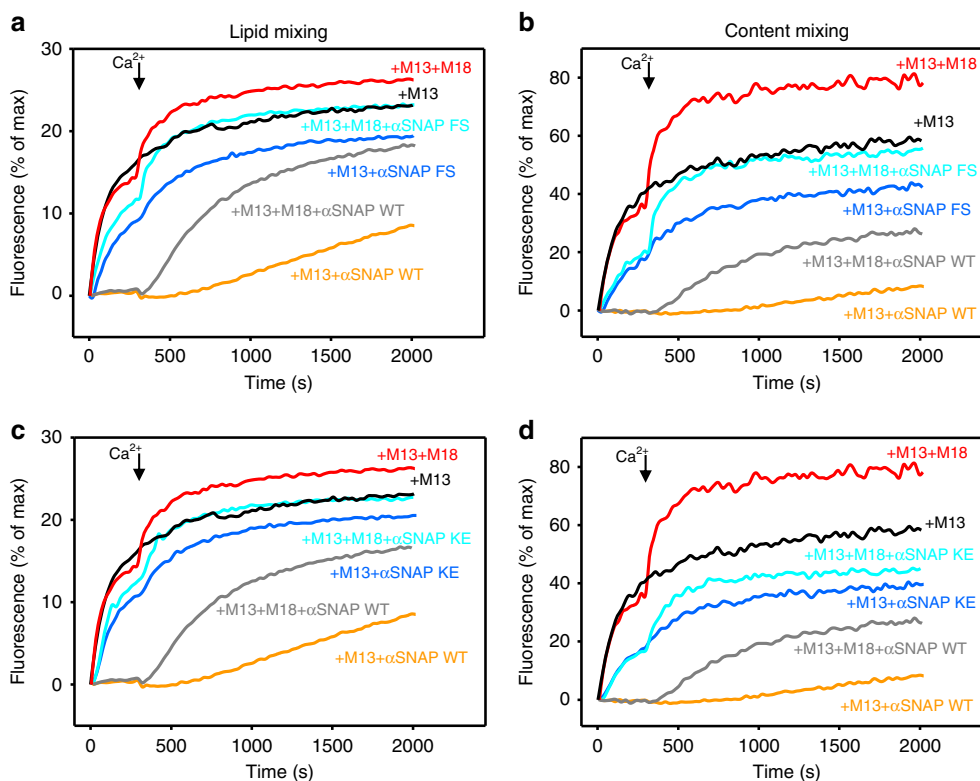 a
Lipid mixing
b
Content mixing
Fluorescence (% of max)
30
20
10
0
Ca2+
+M13+M18
+M13
+M13+M18+αSNAP FS
+M13+αSNAP FS
+M13+M18+αSNAP WT
+M13+αSNAP WT
0 500 1000 1500 2000
Time (s)
Fluorescence (% of max)
80
60
40
20
0
Ca2+
+M13+M18
+M13
+M13+M18+αSNAP FS
+M13+αSNAP FS
+M13+M18+αSNAP WT
+M13+αSNAP WT
0 500 1000 1500 2000
Time (s)
c
Fluorescence (% of max)
30
20
10
0
Ca2+
+M13+M18
+M13
+M13+M18+αSNAP KE
+M13+αSNAP KE
+M13+M18+αSNAP WT
+M13+αSNAP WT
0 500 1000 1500 2000
Time (s)
d
Fluorescence (% of max)
80
60
40
20
0
Ca2+
+M13+M18
+M13
+M13+M18+αSNAP KE
+M13+αSNAP KE
+M13+M18+αSNAP WT
+M13+αSNAP WT
0 500 1000 1500 2000
Time (s)